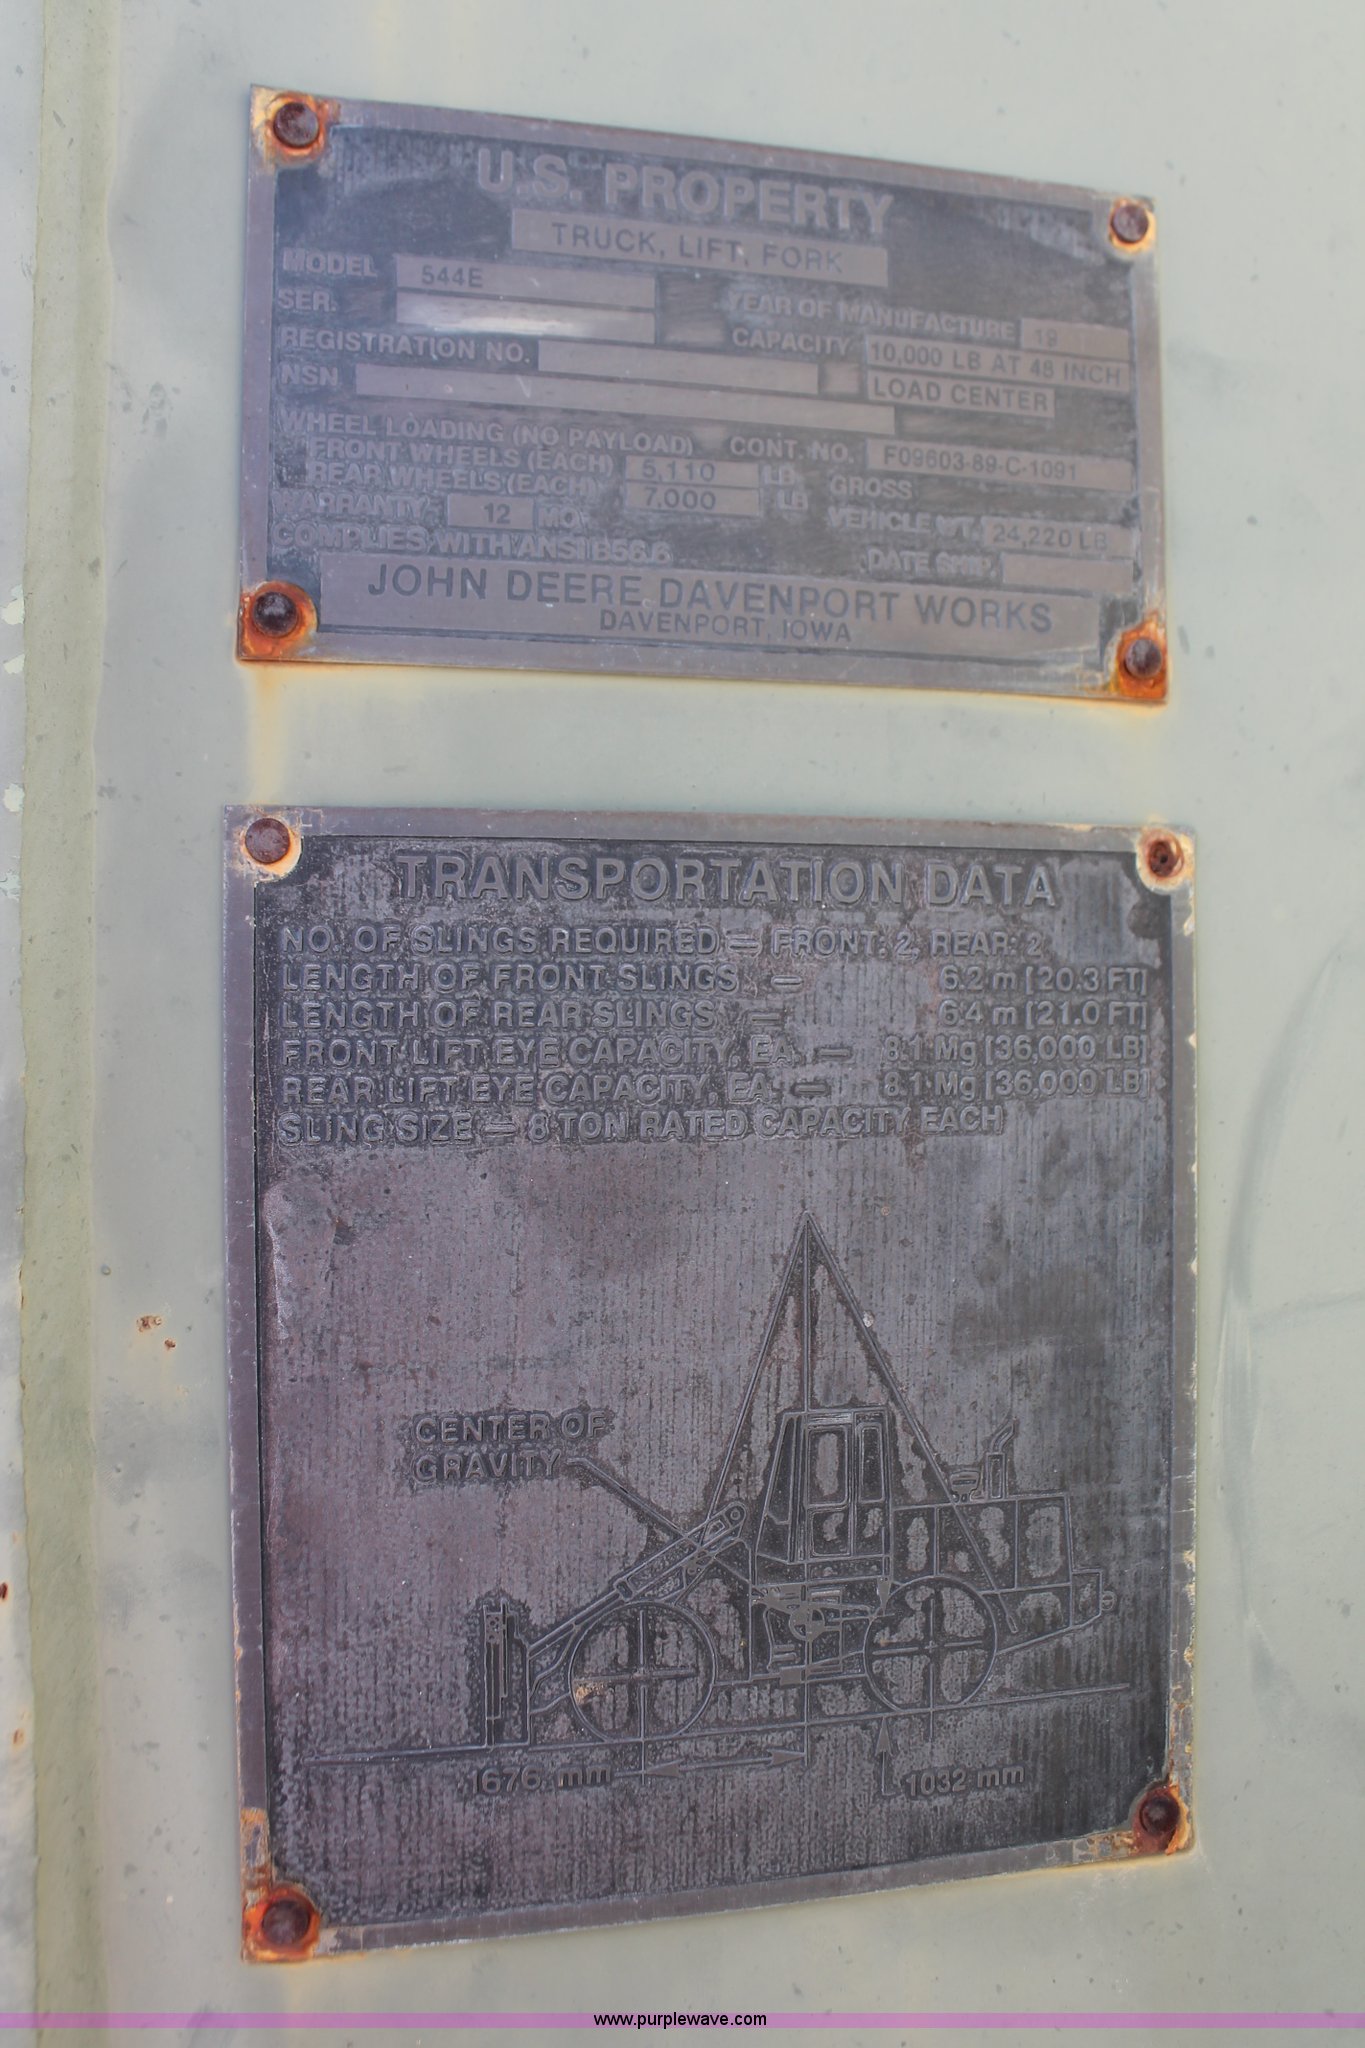 U.S. PROPERTY
TRUCK, LIFT, FORK
MODEL 544E
SER.
YEAR OF MANUFACTURE 19
REGISTRATION NO.
CAPACITY 10,000 LB AT 48 INCH
LOAD CENTER
NSN
WHEEL LOADING (NO PAYLOAD)
CONT. NO. F09603-89-C-1091
FRONT WHEELS (EACH) 5,110 LB
REAR WHEELS (EACH) 7,000 LB
GROSS
VEHICLE WT. 24,220 LB
WARRANTY 12 MO
DATE SHIP.
COMPLIES WITH ANSI B56.6
JOHN DEERE DAVENPORT WORKS
DAVENPORT, IOWA
TRANSPORTATION DATA
NO. OF SLINGS REQUIRED = FRONT: 2, REAR: 2
LENGTH OF FRONT SLINGS = 6.2 m [20.3 FT]
LENGTH OF REAR SLINGS = 6.4 m [21.0 FT]
FRONT LIFT EYE CAPACITY, EA. = 8.1 Mg [36,000 LB]
REAR LIFT EYE CAPACITY, EA. = 8.1 Mg [36,000 LB]
SLING SIZE = 8 TON RATED CAPACITY EACH
CENTER OF
GRAVITY
1676 mm
1032 mm
www.purplewave.com